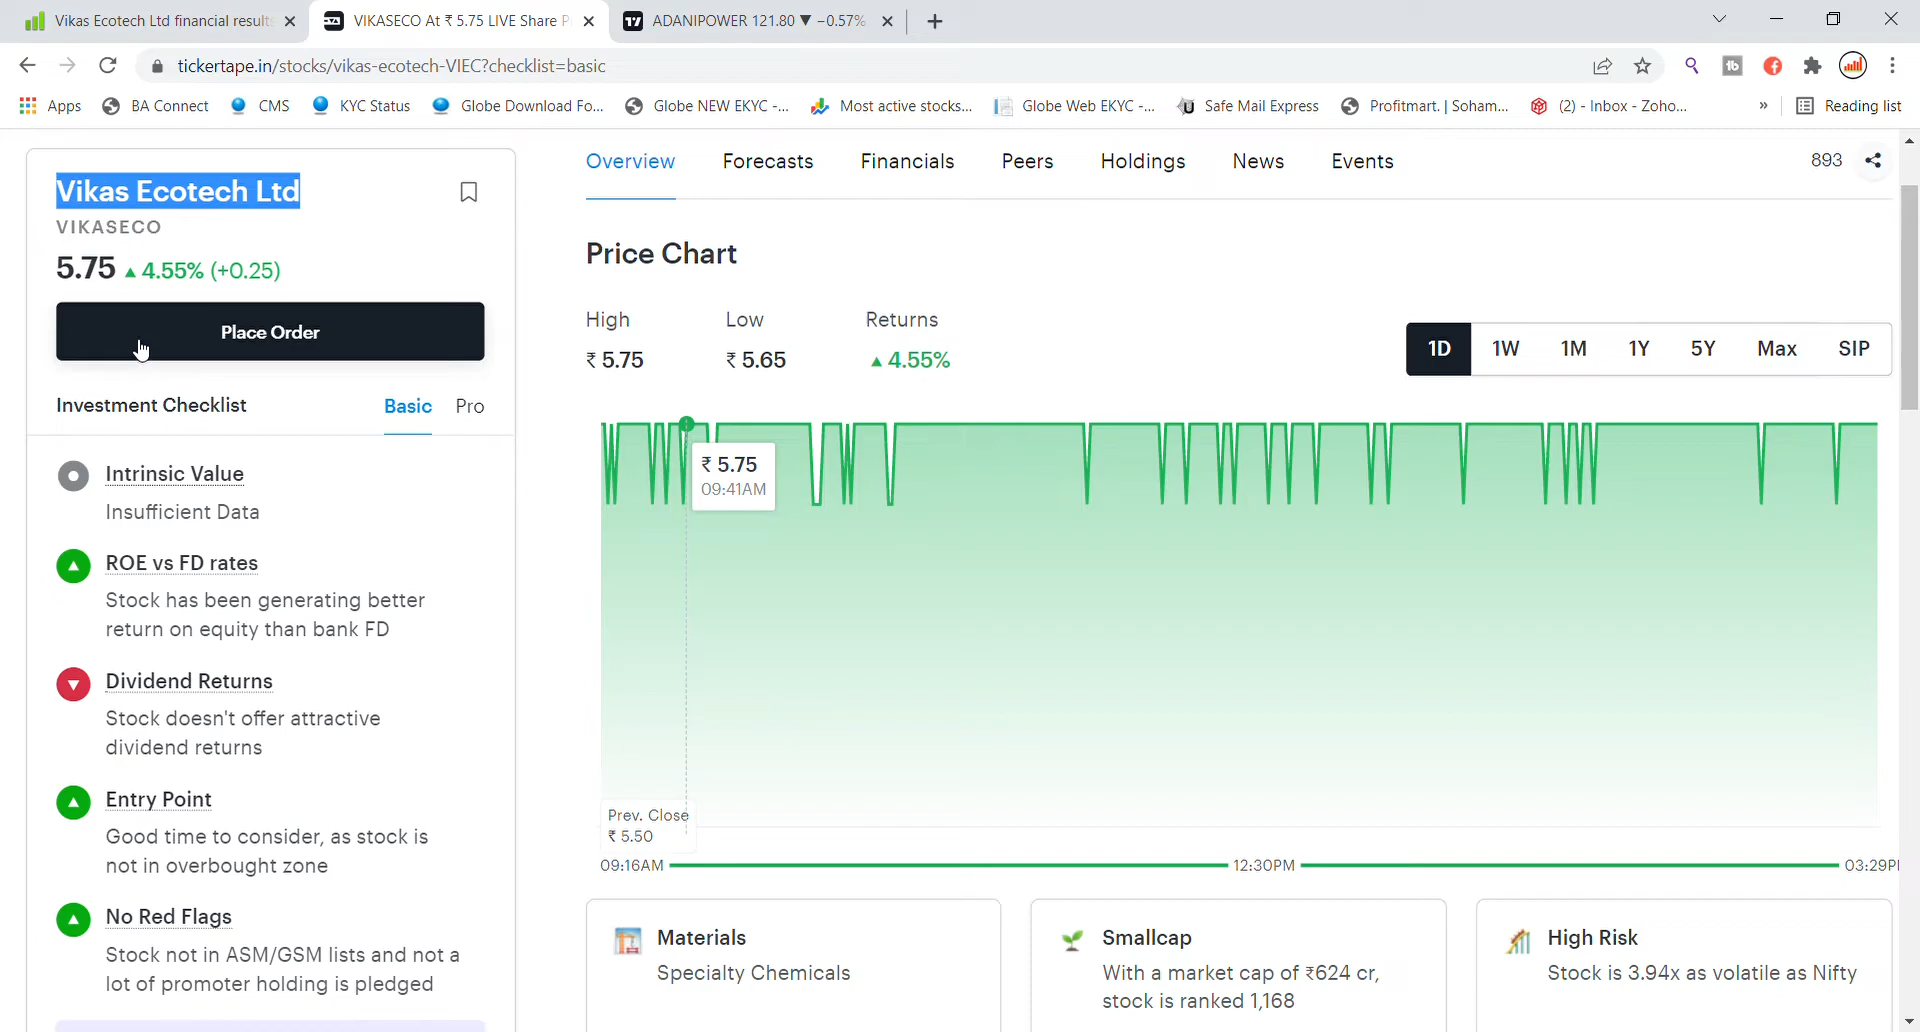 Vikas Ecotech Ltd financial results
VIKASECO At ₹ 5.75 LIVE Share P
ADANIPOWER 121.80 ▼ −0.57%
tickertape.in/stocks/vikas-ecotech-VIEC?checklist=basic
Apps
BA Connect
CMS
KYC Status
Globe Download Fo...
Globe NEW EKYC -...
Most active stocks...
Globe Web EKYC -...
Safe Mail Express
Profitmart. | Soham...
(2) - Inbox - Zoho...
»
Reading list
Vikas Ecotech Ltd
VIKASECO
5.75 ▲ 4.55% (+0.25)
Place Order
Investment Checklist
Basic
Pro
Intrinsic Value
Insufficient Data
ROE vs FD rates
Stock has been generating better
return on equity than bank FD
Dividend Returns
Stock doesn't offer attractive
dividend returns
Entry Point
Good time to consider, as stock is
not in overbought zone
No Red Flags
Stock not in ASM/GSM lists and not a
lot of promoter holding is pledged
Overview
Forecasts
Financials
Peers
Holdings
News
Events
893
Price Chart
High
Low
Returns
₹ 5.75
₹ 5.65
▲ 4.55%
1D
1W
1M
1Y
5Y
Max
SIP
₹ 5.75
09:41AM
Prev. Close
₹ 5.50
09:16AM
12:30PM
03:29P
Materials
Specialty Chemicals
Smallcap
With a market cap of ₹624 cr,
stock is ranked 1,168
High Risk
Stock is 3.94x as volatile as Nifty